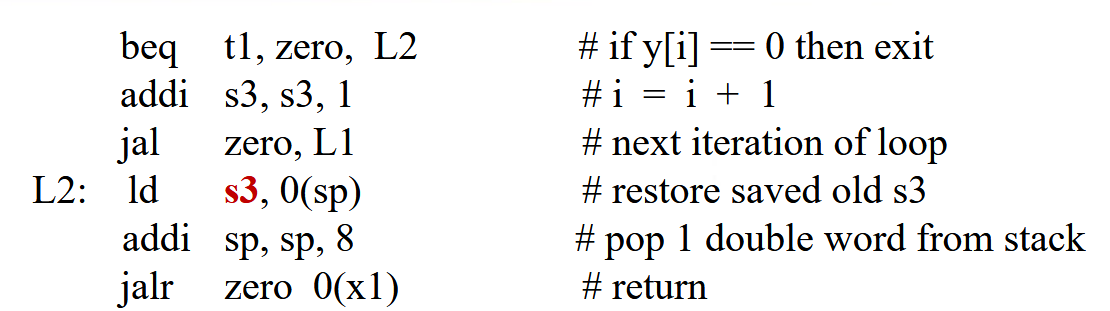 beq t1, zero, L2 # if y[i] == 0 then exit
addi s3, s3, 1 # i = i + 1
jal zero, L1 # next iteration of loop
L2: ld s3, 0(sp) # restore saved old s3
addi sp, sp, 8 # pop 1 double word from stack
jalr zero 0(x1) # return